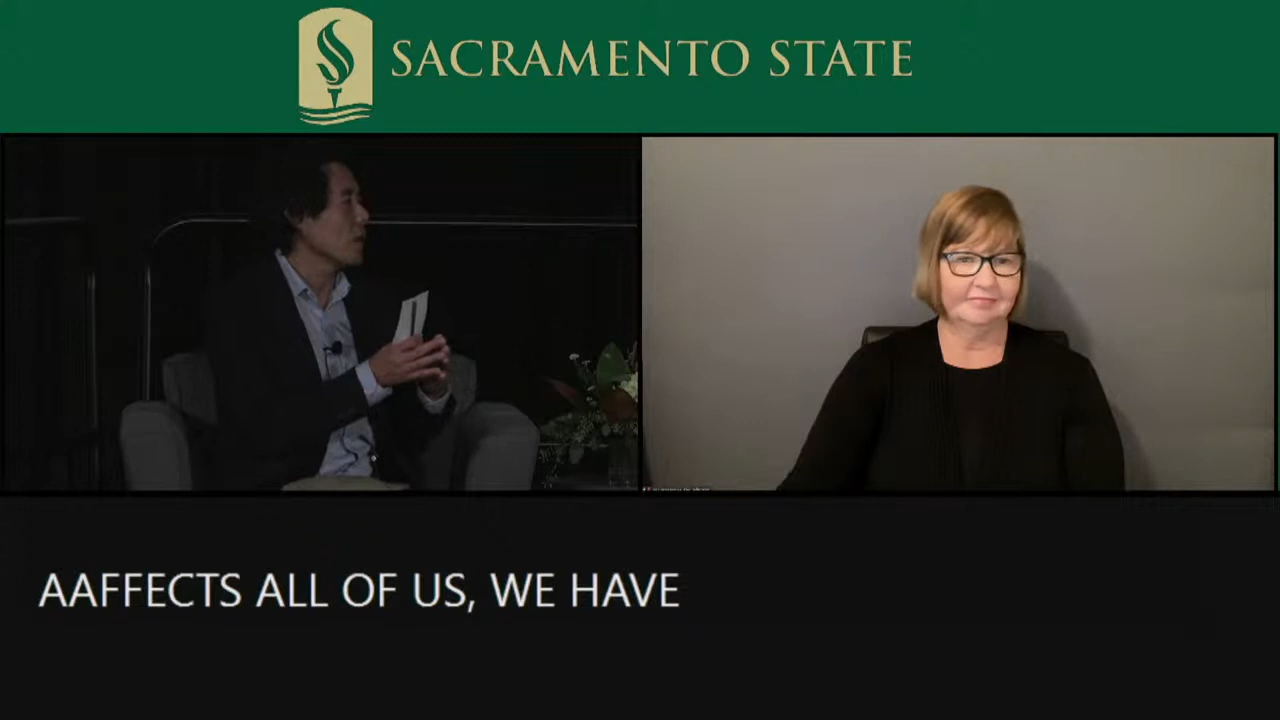 SACRAMENTO STATE
AAFFECTS ALL OF US, WE HAVE